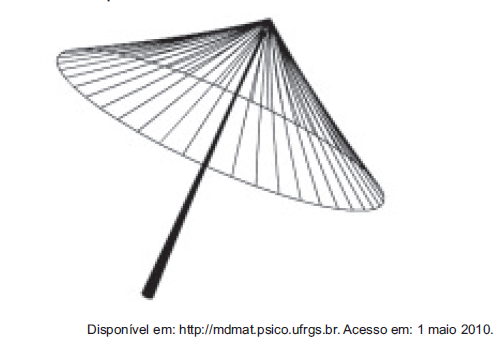 Disponível em: http://mdmat.psico.ufrgs.br. Acesso em: 1 maio 2010.